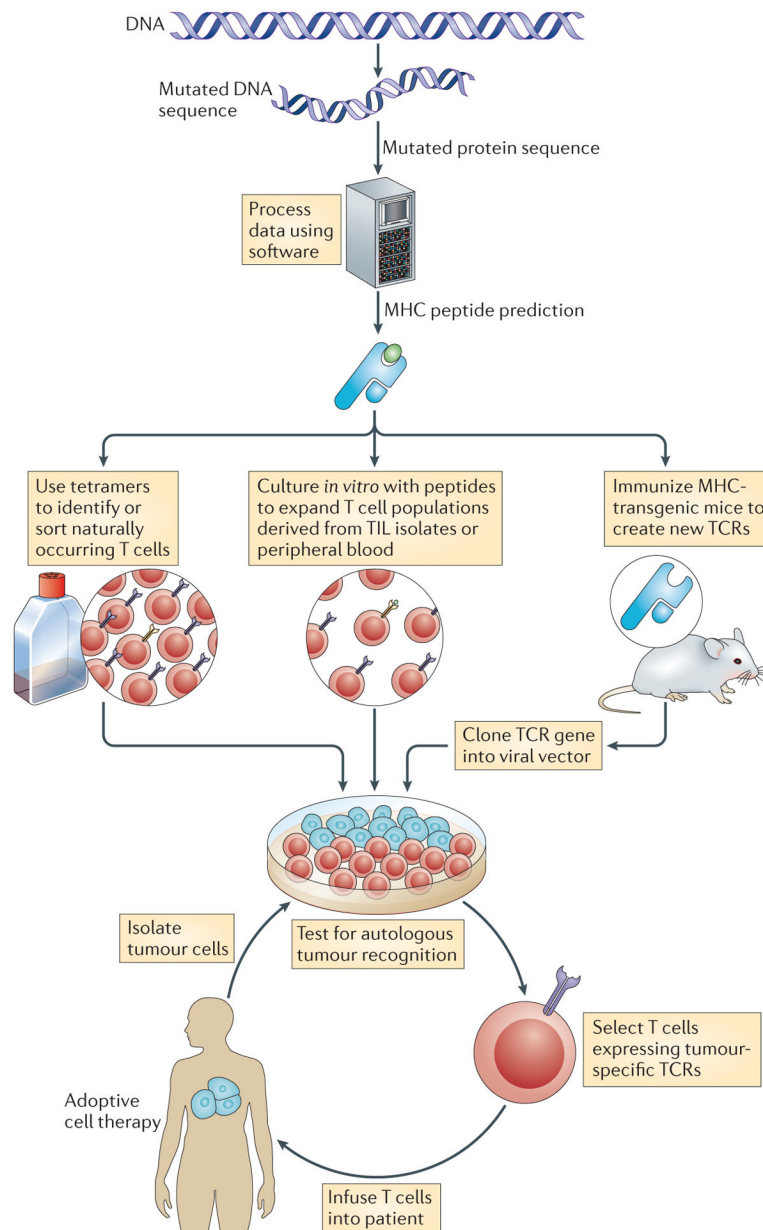 DNA
Mutated DNA
sequence
Mutated protein sequence
Process
data using
software
MHC peptide prediction
Use tetramers
to identify or
sort naturally
occurring T cells
Culture in vitro with peptides
to expand T cell populations
derived from TIL isolates or
peripheral blood
Immunize MHC-
transgenic mice to
create new TCRs
Clone TCR gene
into viral vector
Isolate
tumour cells
Test for autologous
tumour recognition
Select T cells
expressing tumour-
specific TCRs
Adoptive
cell therapy
Infuse T cells
into patient